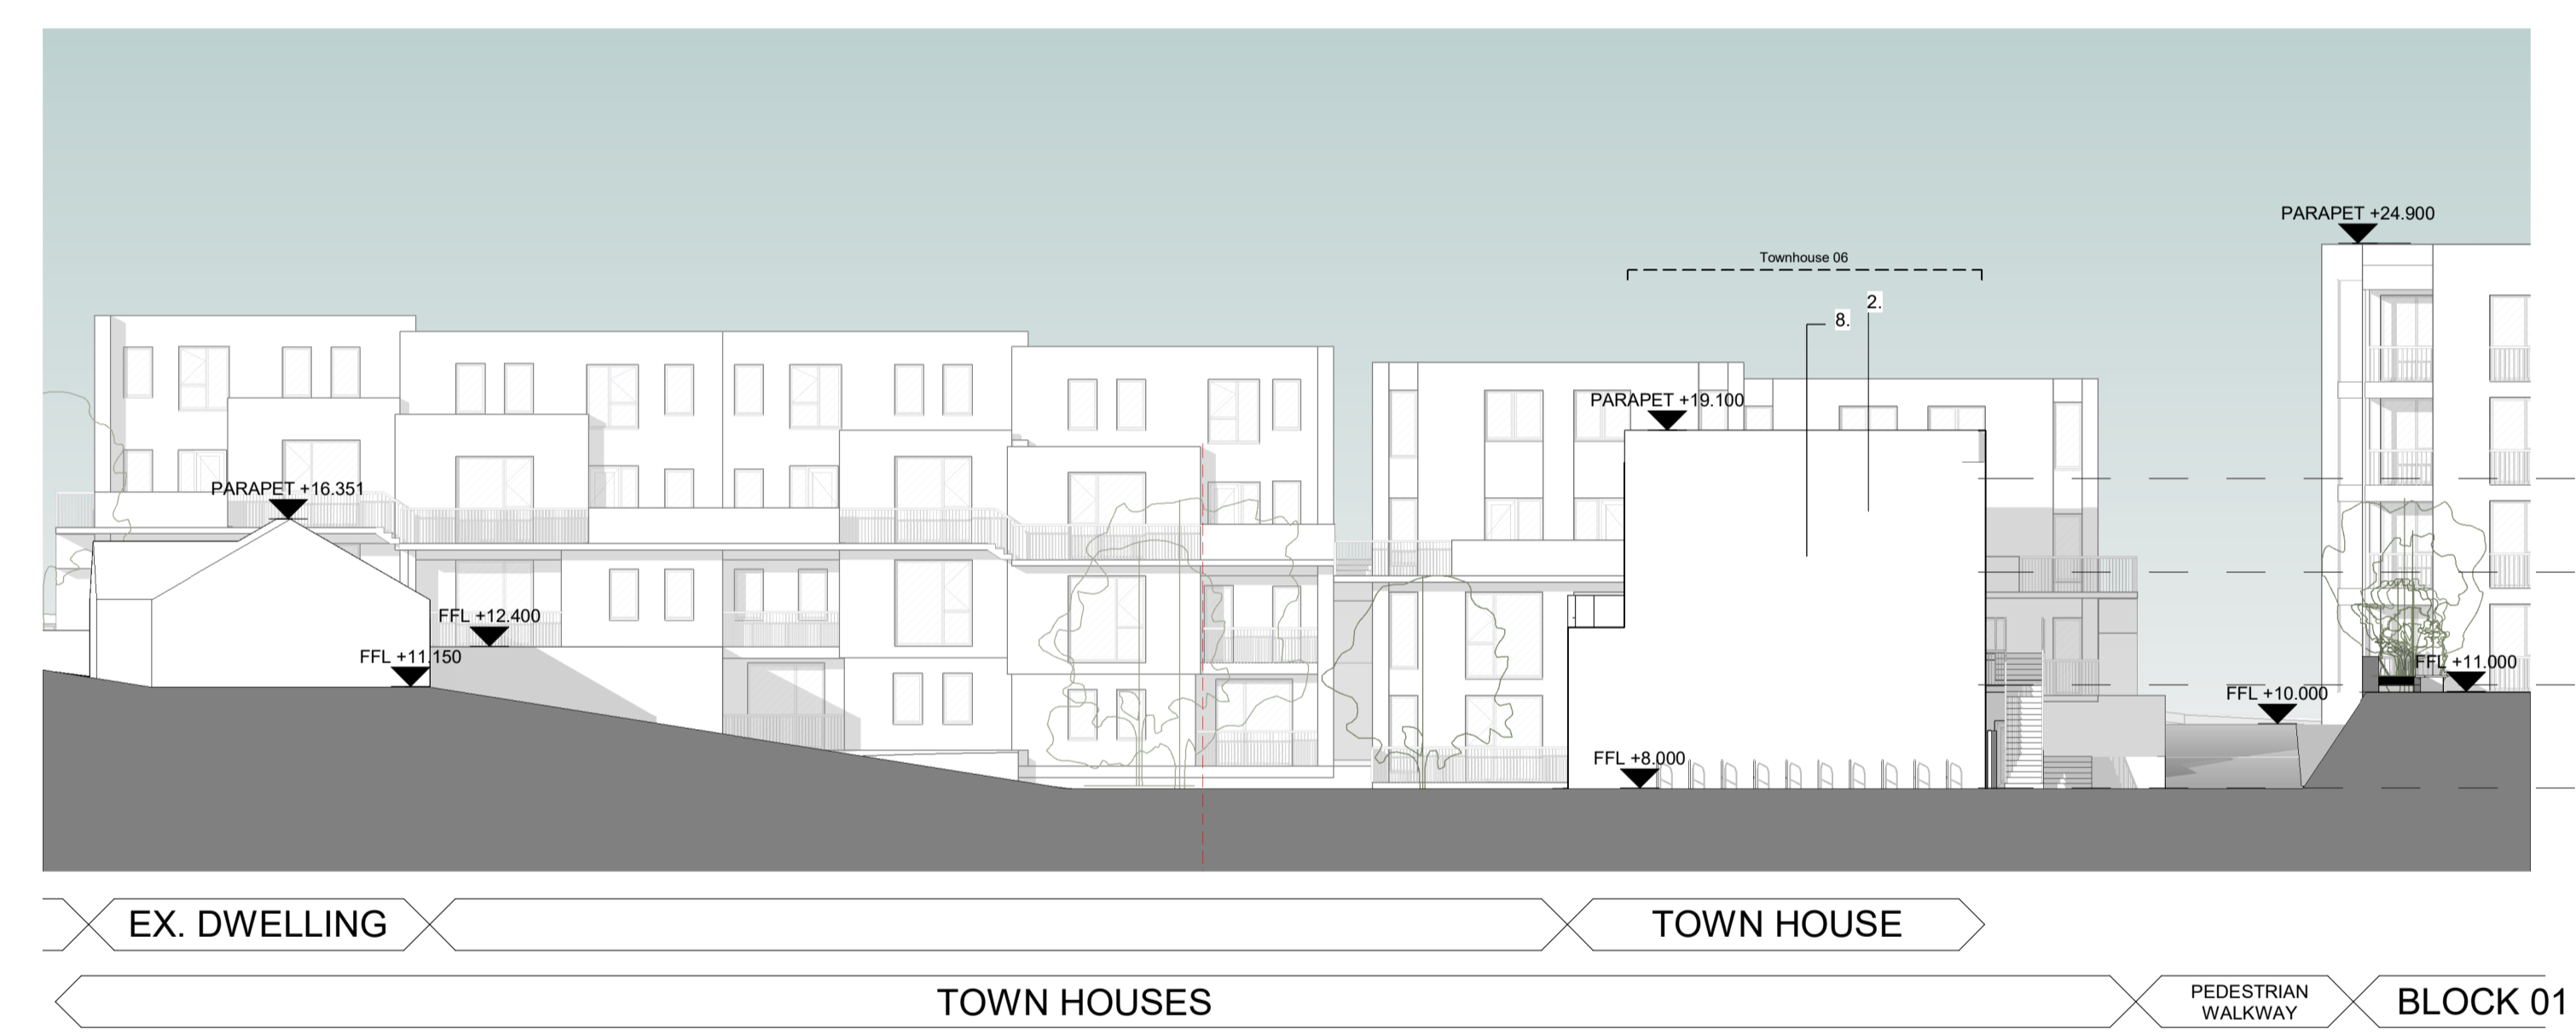 PARAPET +24.900
Townhouse 06
2.
8.
PARAPET +19.100
PARAPET +16.351
FFL +12.400
FFL +11.150
FFL +11.000
FFL +10.000
FFL +8.000
EX. DWELLING
TOWN HOUSE
TOWN HOUSES
PEDESTRIAN
WALKWAY
BLOCK 01